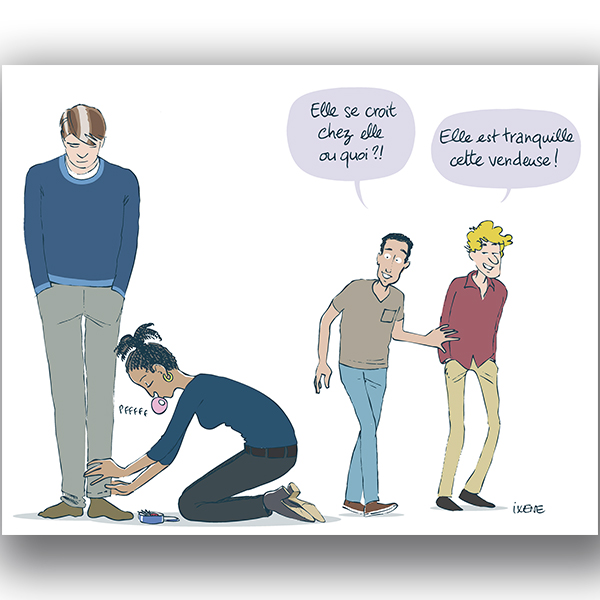 Elle se croit
chez elle
ou quoi ?!
Elle est tranquille
cette vendeuse !
PFFFFF
iXENE